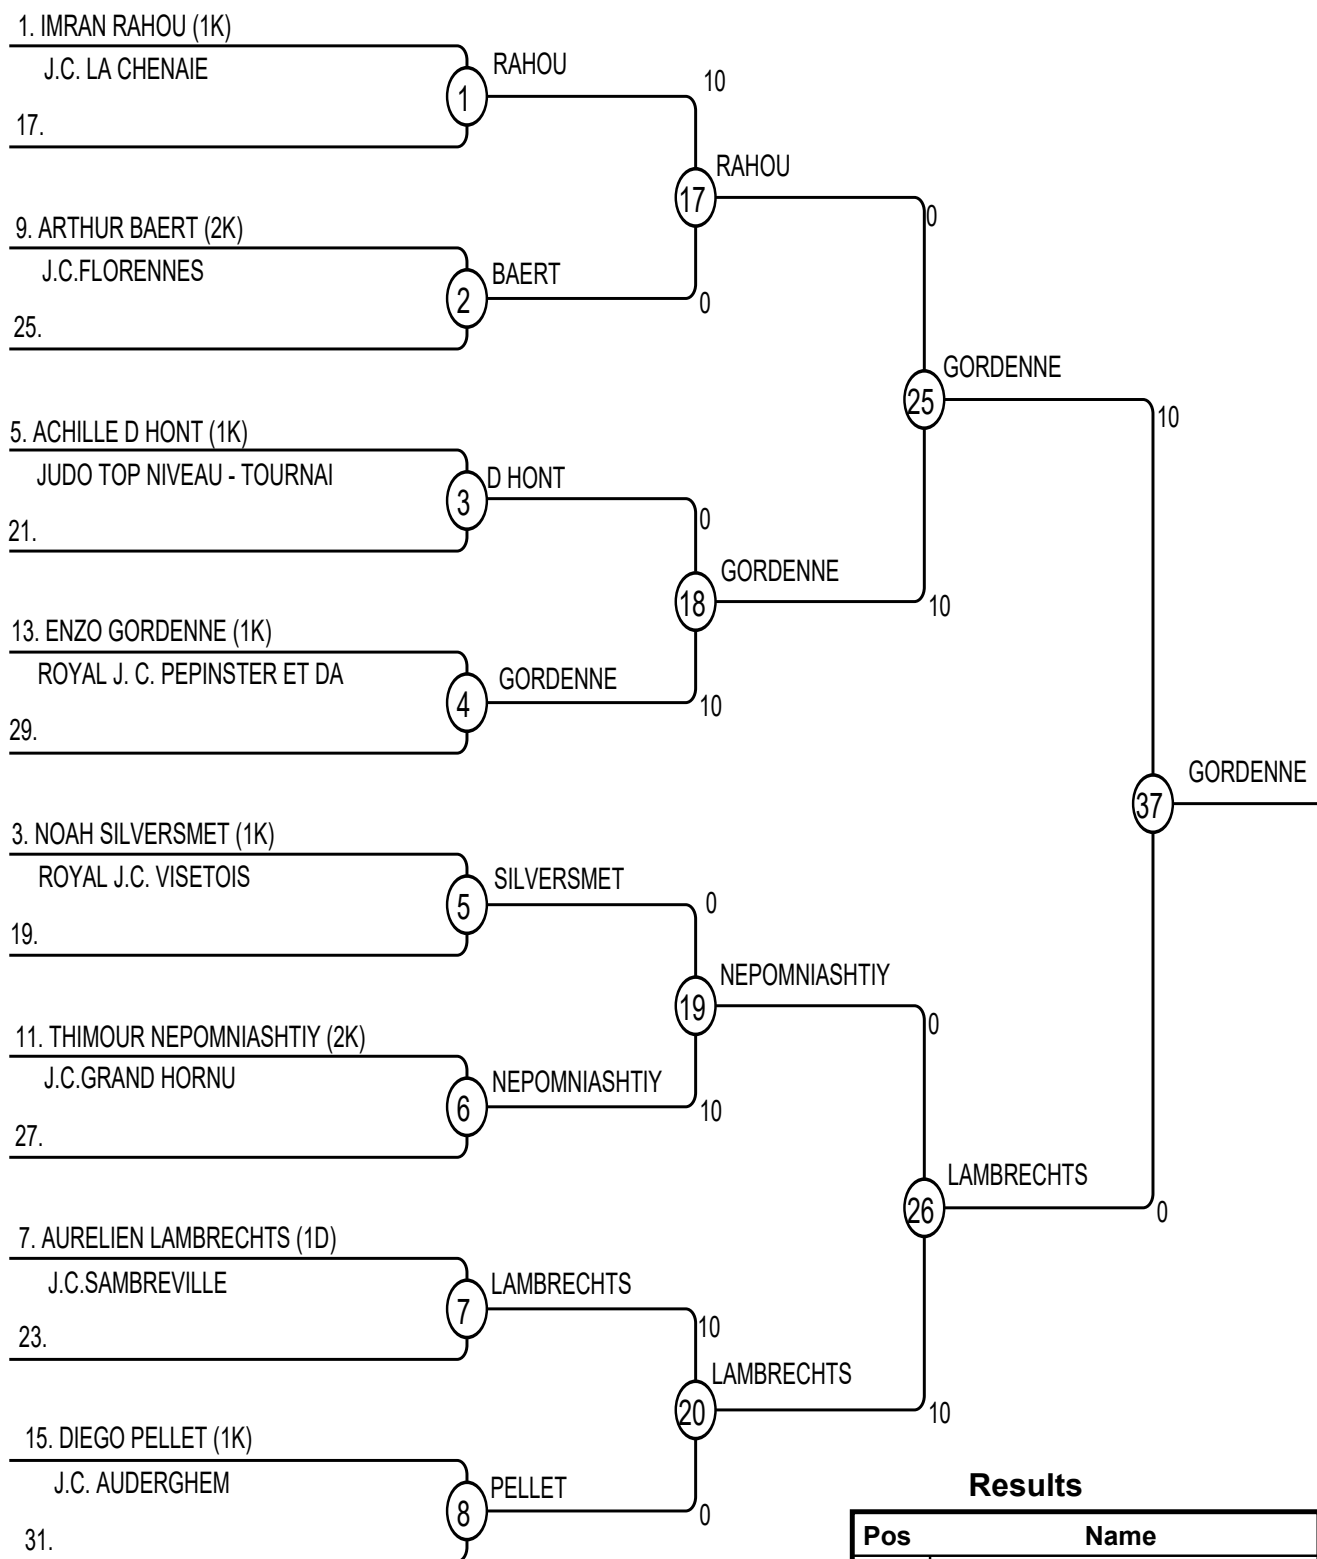 1. IMRAN RAHOU (1K)
J.C. LA CHENAIE
17.
1
RAHOU
10
9. ARTHUR BAERT (2K)
J.C.FLORENNES
25.
2
BAERT
0
17
RAHOU
0
5. ACHILLE D HONT (1K)
JUDO TOP NIVEAU - TOURNAI
21.
3
D HONT
0
13. ENZO GORDENNE (1K)
ROYAL J. C. PEPINSTER ET DA
29.
4
GORDENNE
10
18
GORDENNE
10
25
GORDENNE
10
3. NOAH SILVERSMET (1K)
ROYAL J.C. VISETOIS
19.
5
SILVERSMET
0
11. THIMOUR NEPOMNIASHTIY (2K)
J.C.GRAND HORNU
27.
6
NEPOMNIASHTIY
10
19
NEPOMNIASHTIY
0
7. AURELIEN LAMBRECHTS (1D)
J.C.SAMBREVILLE
23.
7
LAMBRECHTS
10
15. DIEGO PELLET (1K)
J.C. AUDERGHEM
31.
8
PELLET
0
20
LAMBRECHTS
10
26
LAMBRECHTS
0
37
GORDENNE
Results
Pos Name